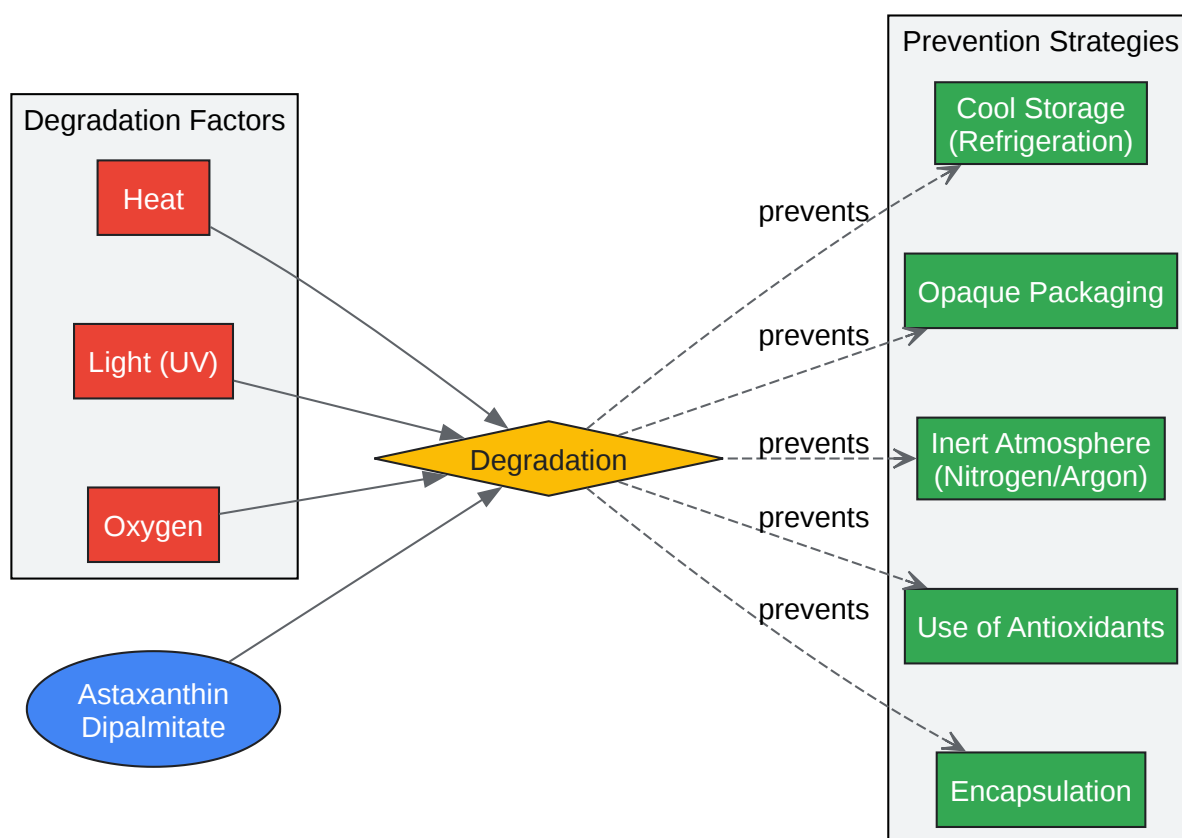 Degradation Factors
Heat
Light (UV)
Oxygen
Astaxanthin
Dipalmitate
Degradation
prevents
prevents
prevents
prevents
prevents
Prevention Strategies
Cool Storage
(Refrigeration)
Opaque Packaging
Inert Atmosphere
(Nitrogen/Argon)
Use of Antioxidants
Encapsulation